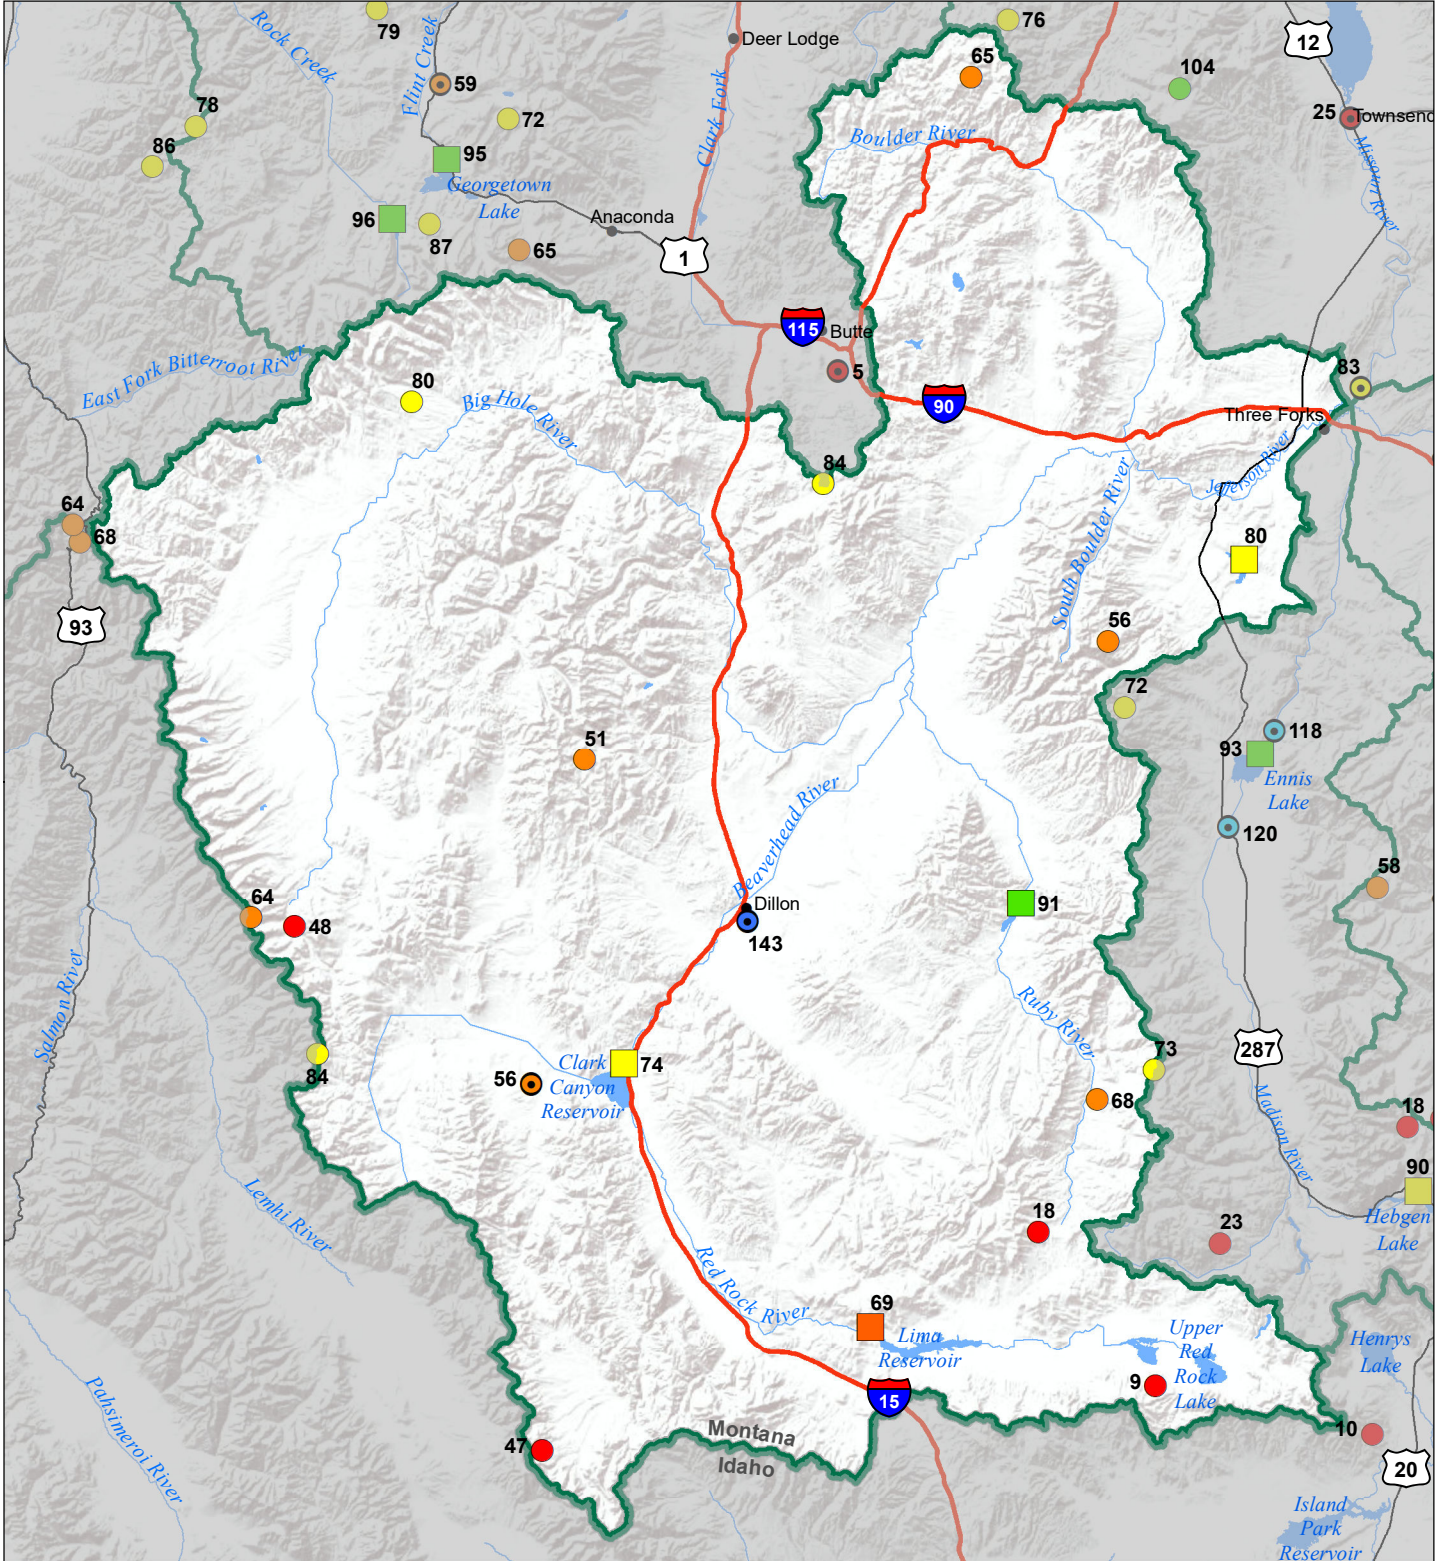 79
Rock Creek
Flint Creek
59
72
78
86
95
Georgetown
Lake
96
87
65
Anaconda
Deer Lodge
Clark Fork
1
76
65
12
104
25
Townsend
Missouri River
Boulder River
115
Butte
5
90
83
Three Forks
Jefferson River
East Fork Bitterroot River
80
Big Hole River
84
64
68
93
South Boulder River
80
56
72
118
93
Ennis
Lake
120
58
51
Beaverhead River
Dillon
143
91
64
48
Salmon River
84
Ruby River
287
73
68
Madison River
18
90
Hebgen
Lake
56
Clark
Canyon
Reservoir
74
Lemhi River
18
23
Red Rock River
69
Lima
Reservoir
Upper
Red
Rock
Lake
9
Henrys
Lake
15
10
20
Pahsimeroi River
47
Montana
Idaho
Island
Park
Reservoir